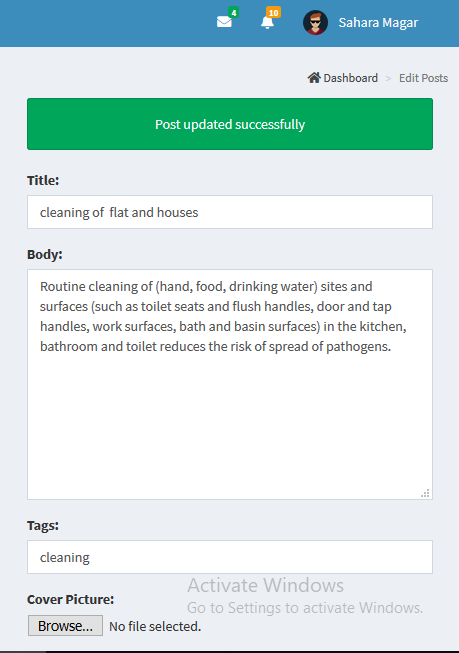 4
10
Sahara Magar
Dashboard > Edit Posts
Post updated successfully
Title:
cleaning of  flat and houses
Body:
Routine cleaning of (hand, food, drinking water) sites and
surfaces (such as toilet seats and flush handles, door and tap
handles, work surfaces, bath and basin surfaces) in the kitchen,
bathroom and toilet reduces the risk of spread of pathogens.
Tags:
cleaning
Activate Windows
Cover Picture:
Go to Settings to activate Windows.
Browse... No file selected.